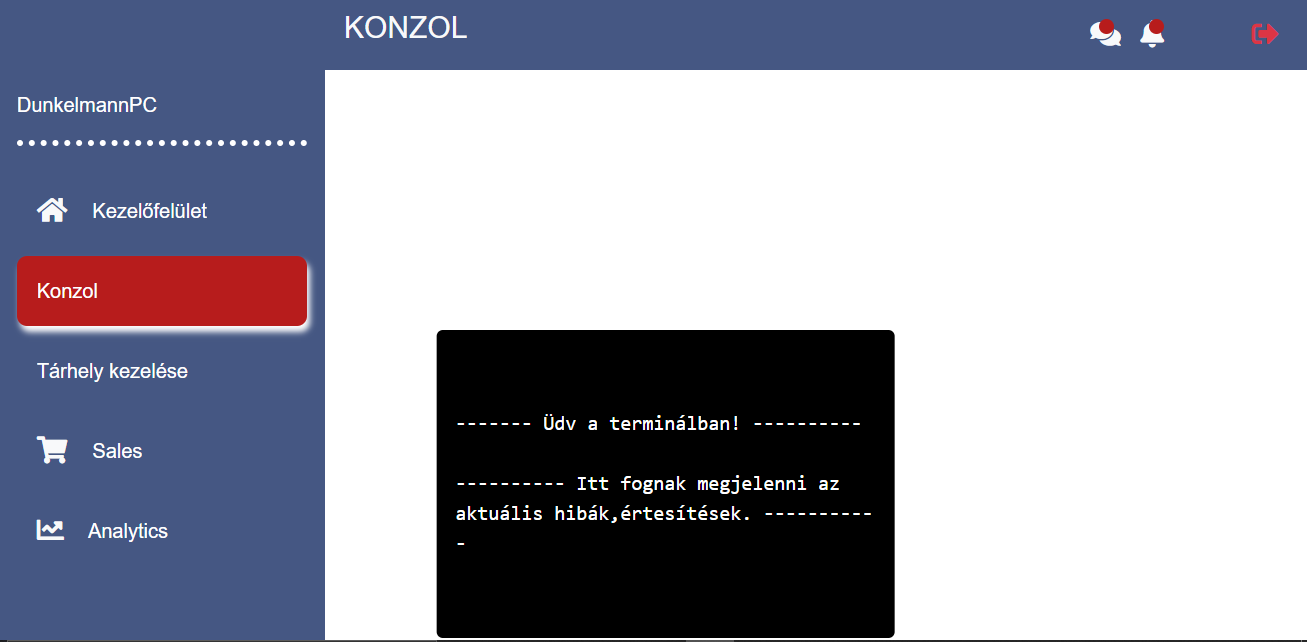 KONZOL
DunkelmannPC
Kezelőfelület
Konzol
Tárhely kezelése
Sales
Analytics
------- Üdv a terminálban! ----------
---------- Itt fognak megjelenni az
aktuális hibák,értesítések. ----------
-